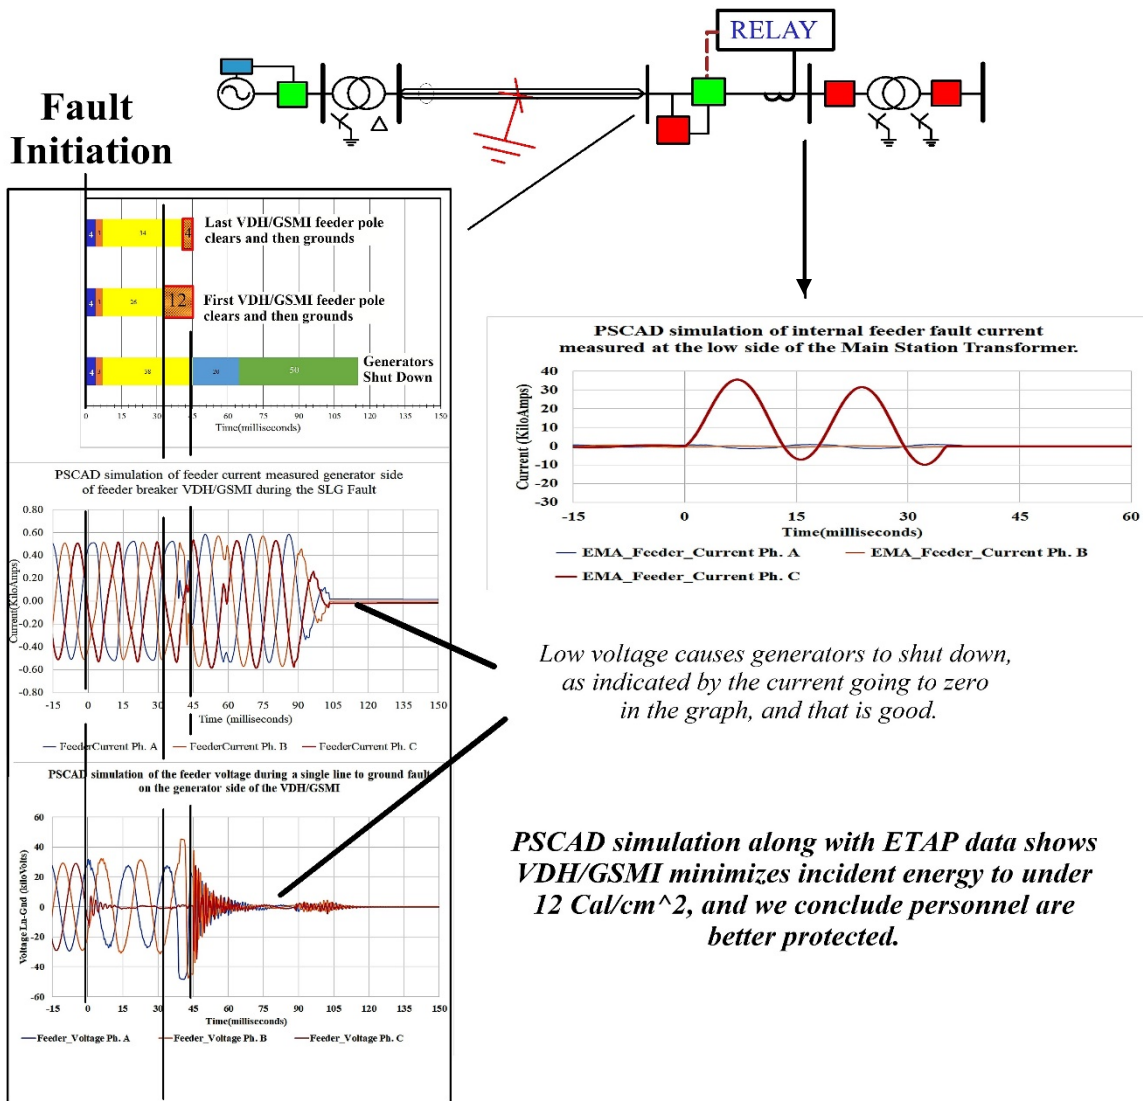 RELAY
Fault
Initiation
4
3
34
4
Last VDH/GSMI feeder pole
clears and then grounds
4
3
26
12
First VDH/GSMI feeder pole
clears and then grounds
4
3
38
20
50
Generators
Shut Down
0 15 30 45 60 75 90 105 120 135 150
Time(milliseconds)
PSCAD simulation of feeder current measured generator side
of feeder breaker VDH/GSMI during the SLG Fault
0.80
0.60
0.40
0.20
0.00
-0.20
-0.40
-0.60
-0.80
Current(KiloAmps)
-15 0 15 30 45 60 75 90 105 120 135 150
Time (milliseconds)
FeederCurrent Ph. A FeederCurrent Ph. B FeederCurrent Ph. C
PSCAD simulation of the feeder voltage during a single line to ground fault
on the generator side of the VDH/GSMI
60
40
20
0
-20
-40
-60
Voltage Ln-Gnd (kiloVolts)
-15 0 15 30 45 60 75 90 105 120 135 150
Time(milliseconds)
Feeder_Voltage Ph. A Feeder_Voltage Ph. B Feeder_Voltage Ph. C
PSCAD simulation of internal feeder fault current
measured at the low side of the Main Station Transformer.
40
30
20
10
0
-10
-20
-30
Current (KiloAmps)
-15 0 15 30 45 60
Time(milliseconds)
EMA_Feeder_Current Ph. A EMA_Feeder_Current Ph. B
EMA_Feeder_Current Ph. C
Low voltage causes generators to shut down,
as indicated by the current going to zero
in the graph, and that is good.
PSCAD simulation along with ETAP data shows
VDH/GSMI minimizes incident energy to under
12 Cal/cm^2, and we conclude personnel are
better protected.